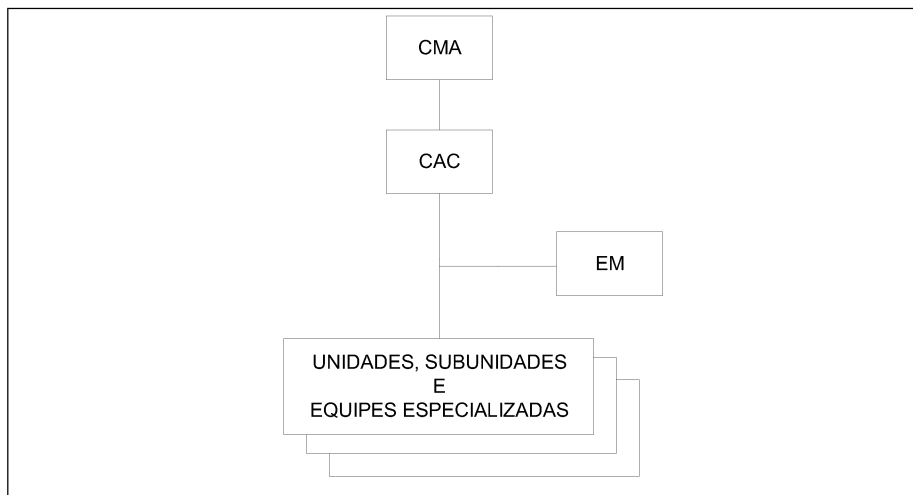 CMA
CAC
EM
UNIDADES, SUBUNIDADES
E
EQUIPES ESPECIALIZADAS